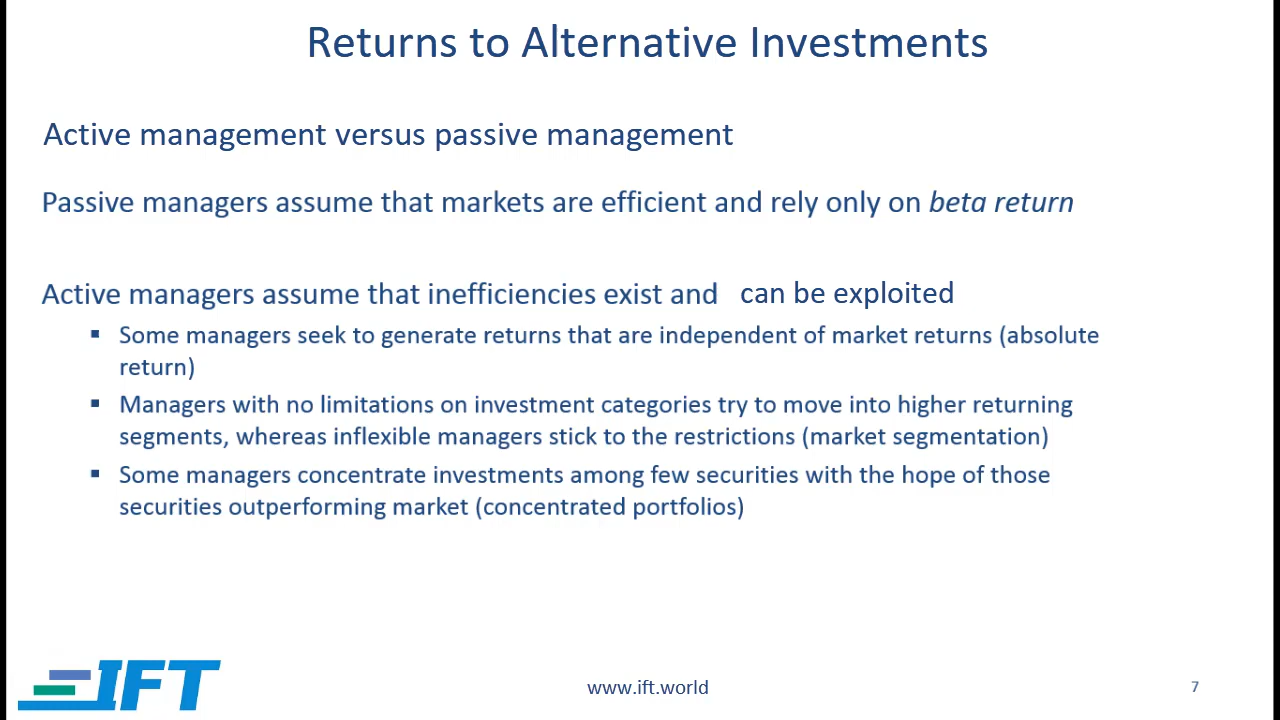 Returns to Alternative Investments
Active management versus passive management
Passive managers assume that markets are efficient and rely only on beta return
Active managers assume that inefficiencies exist and can be exploited
▪ Some managers seek to generate returns that are independent of market returns (absolute
return)
▪ Managers with no limitations on investment categories try to move into higher returning
segments, whereas inflexible managers stick to the restrictions (market segmentation)
▪ Some managers concentrate investments among few securities with the hope of those
securities outperforming market (concentrated portfolios)
IFT
www.ift.world
7